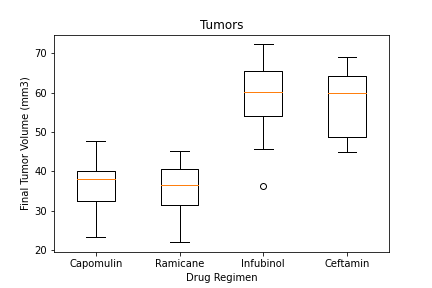 Tumors
Final Tumor Volume (mm3)
70
60
50
40
30
20
Capomulin Ramicane Infubinol Ceftamin
Drug Regimen